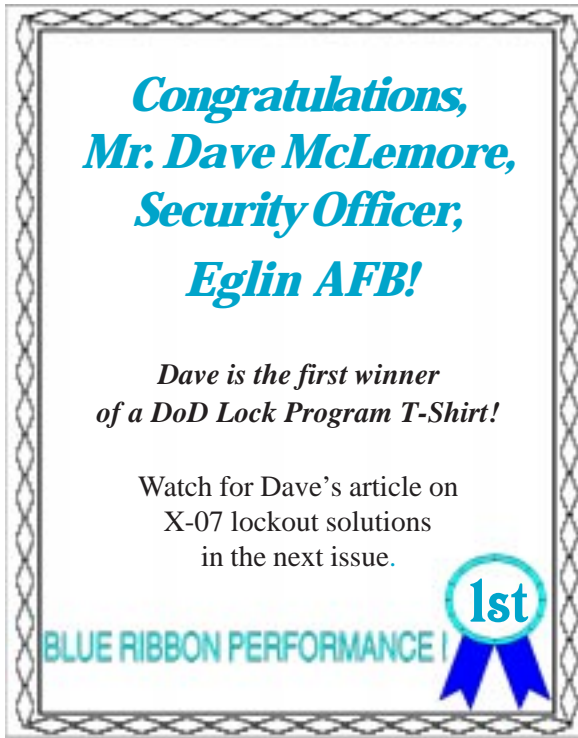 Congratulations,
Mr. Dave McLemore,
Security Officer,
Eglin AFB!
Dave is the first winner
of a DoD Lock Program T-Shirt!
Watch for Dave's article on
X-07 lockout solutions
in the next issue.
1st
BLUE RIBBON PERFORMANCE !